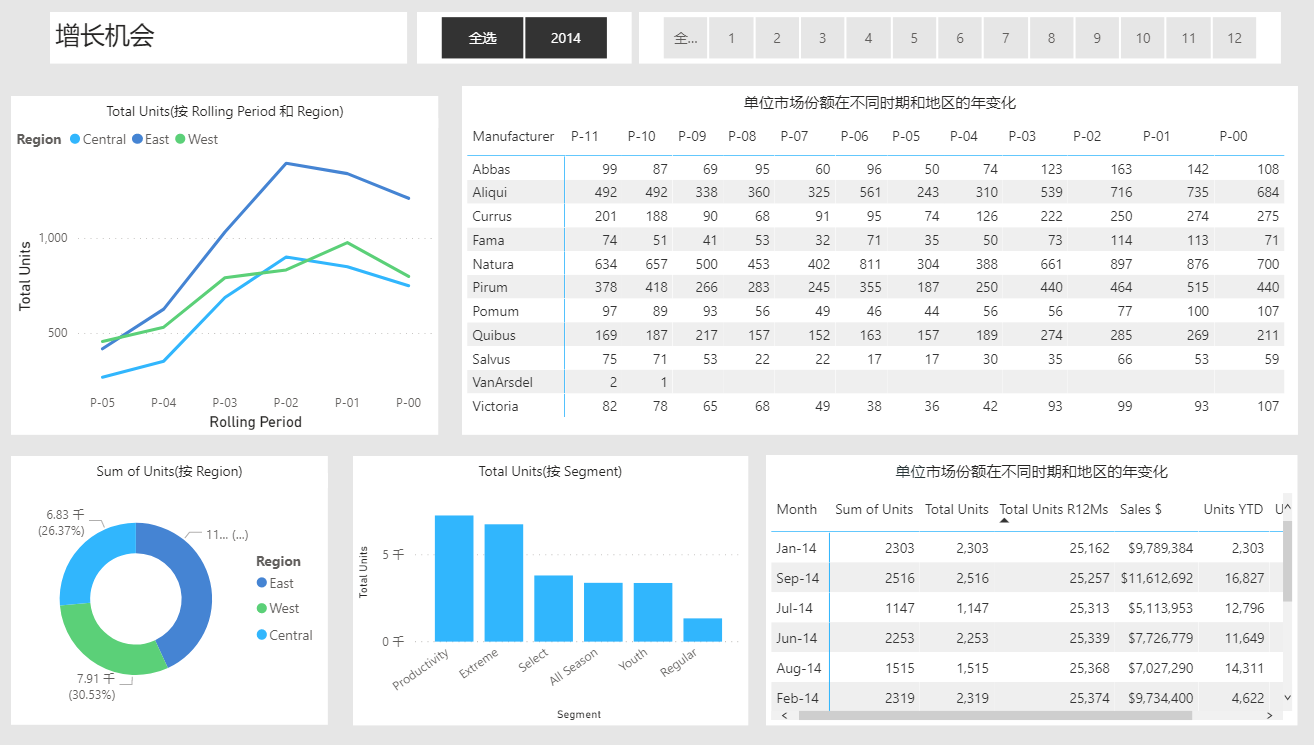 增长机会
全选 2014
全... 1 2 3 4 5 6 7 8 9 10 11 12
Total Units(按 Rolling Period 和 Region)
Region Central East West
Total Units
1,000
500
P-05 P-04 P-03 P-02 P-01 P-00
Rolling Period
单位市场份额在不同时期和地区的年变化
Manufacturer P-11 P-10 P-09 P-08 P-07 P-06 P-05 P-04 P-03 P-02 P-01 P-00
Abbas 99 87 69 95 60 96 50 74 123 163 142 108
Aliqui 492 492 338 360 325 561 243 310 539 716 735 684
Currus 201 188 90 68 91 95 74 126 222 250 274 275
Fama 74 51 41 53 32 71 35 50 73 114 113 71
Natura 634 657 500 453 402 811 304 388 661 897 876 700
Pirum 378 418 266 283 245 355 187 250 440 464 515 440
Pomum 97 89 93 56 49 46 44 56 56 77 100 107
Quibus 169 187 217 157 152 163 157 189 274 285 269 211
Salvus 75 71 53 22 22 17 17 30 35 66 53 59
VanArsdel 2 1
Victoria 82 78 65 68 49 38 36 42 93 99 93 107
Sum of Units(按 Region)
6.83 千
(26.37%)
11... (...)
7.91 千
(30.53%)
Region
East
West
Central
Total Units(按 Segment)
Total Units
5 千
0 千
Productivity Extreme Select All Season Youth Regular
Segment
单位市场份额在不同时期和地区的年变化
Month Sum of Units Total Units Total Units R12Ms Sales $ Units YTD U
Jan-14 2303 2,303 25,162 $9,789,384 2,303
Sep-14 2516 2,516 25,257 $11,612,692 16,827
Jul-14 1147 1,147 25,313 $5,113,953 12,796
Jun-14 2253 2,253 25,339 $7,726,779 11,649
Aug-14 1515 1,515 25,368 $7,027,290 14,311
Feb-14 2319 2,319 25,374 $9,734,400 4,622